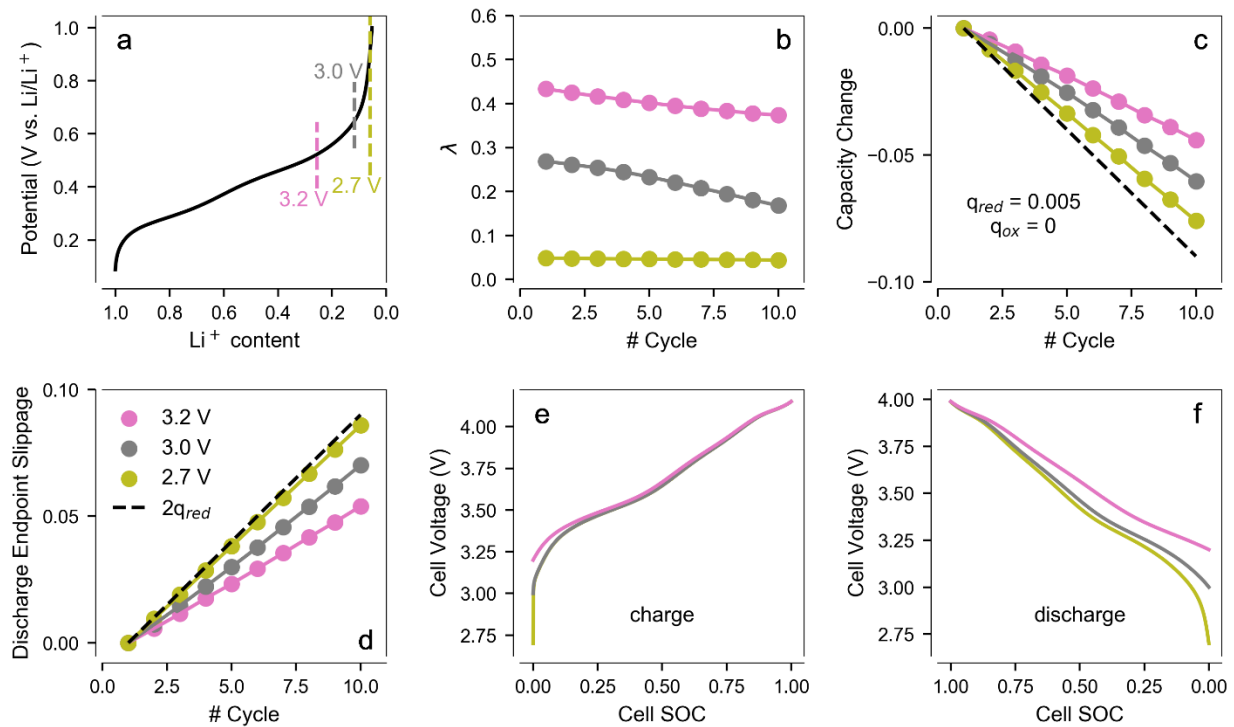 a
Potential (V vs. Li/Li⁺)
1.0
0.8
0.6
0.4
0.2
3.0 V
3.2 V
2.7 V
1.0 0.8 0.6 0.4 0.2 0.0
Li⁺ content
b
λ
0.6
0.5
0.4
0.3
0.2
0.1
0.0
0.0 2.5 5.0 7.5 10.0
# Cycle
c
Capacity Change
0.00
−0.05
−0.10
q_red = 0.005
q_ox = 0
0.0 2.5 5.0 7.5 10.0
# Cycle
Discharge Endpoint Slippage
0.10
0.05
0.00
3.2 V
3.0 V
2.7 V
2q_red
d
0.0 2.5 5.0 7.5 10.0
# Cycle
e
Cell Voltage (V)
4.00
3.75
3.50
3.25
3.00
2.75
charge
0.00 0.25 0.50 0.75 1.00
Cell SOC
f
Cell Voltage (V)
4.00
3.75
3.50
3.25
3.00
2.75
discharge
1.00 0.75 0.50 0.25 0.00
Cell SOC